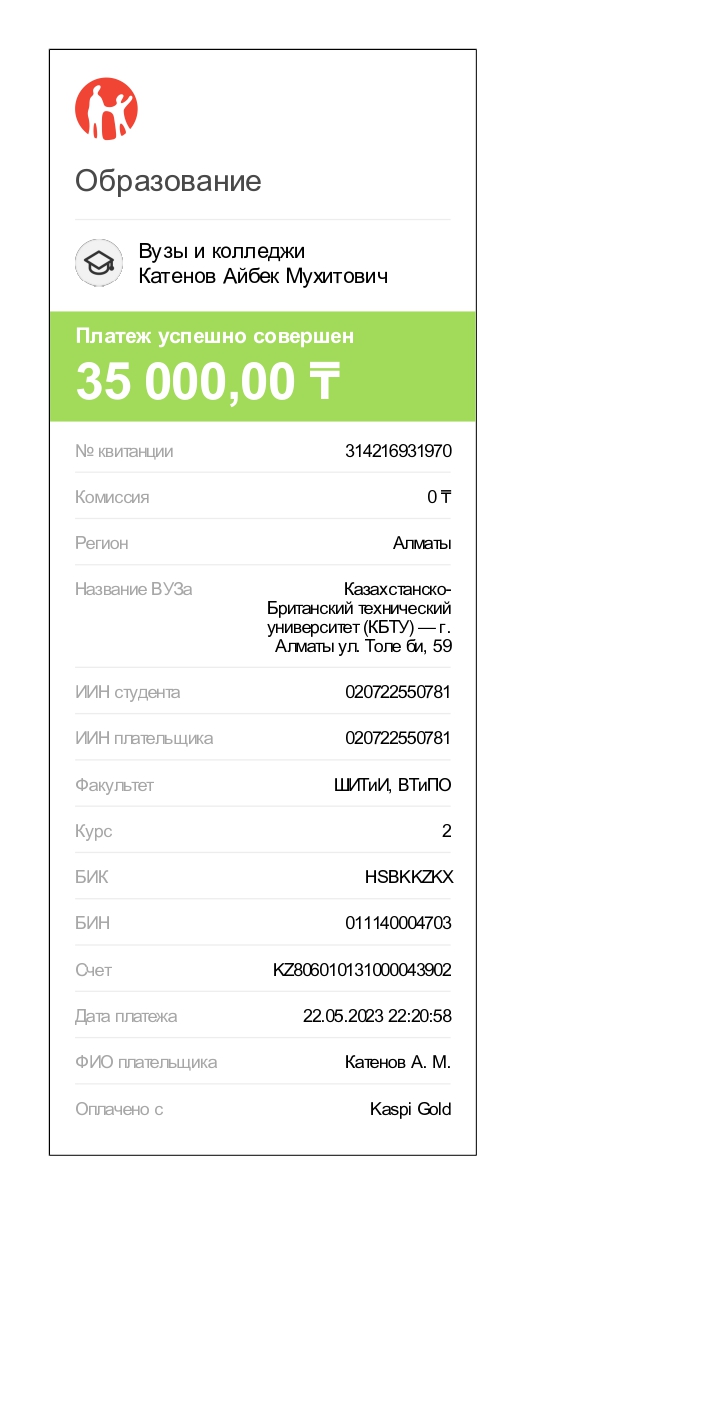 Образование
Вузы и колледжи
Катенов Айбек Мухитович
Платеж успешно совершен
35 000,00 ₸
№ квитанции 314216931970
Комиссия 0 ₸
Регион Алматы
Название ВУЗа Казахстанско-
Британский технический
университет (КБТУ) — г.
Алматы ул. Толе би, 59
ИИН студента 020722550781
ИИН плательщика 020722550781
Факультет ШИТиИ, ВТиПО
Курс 2
БИК HSBKKZKX
БИН 011140004703
Счет KZ806010131000043902
Дата платежа 22.05.2023 22:20:58
ФИО плательщика Катенов А. М.
Оплачено с Kaspi Gold